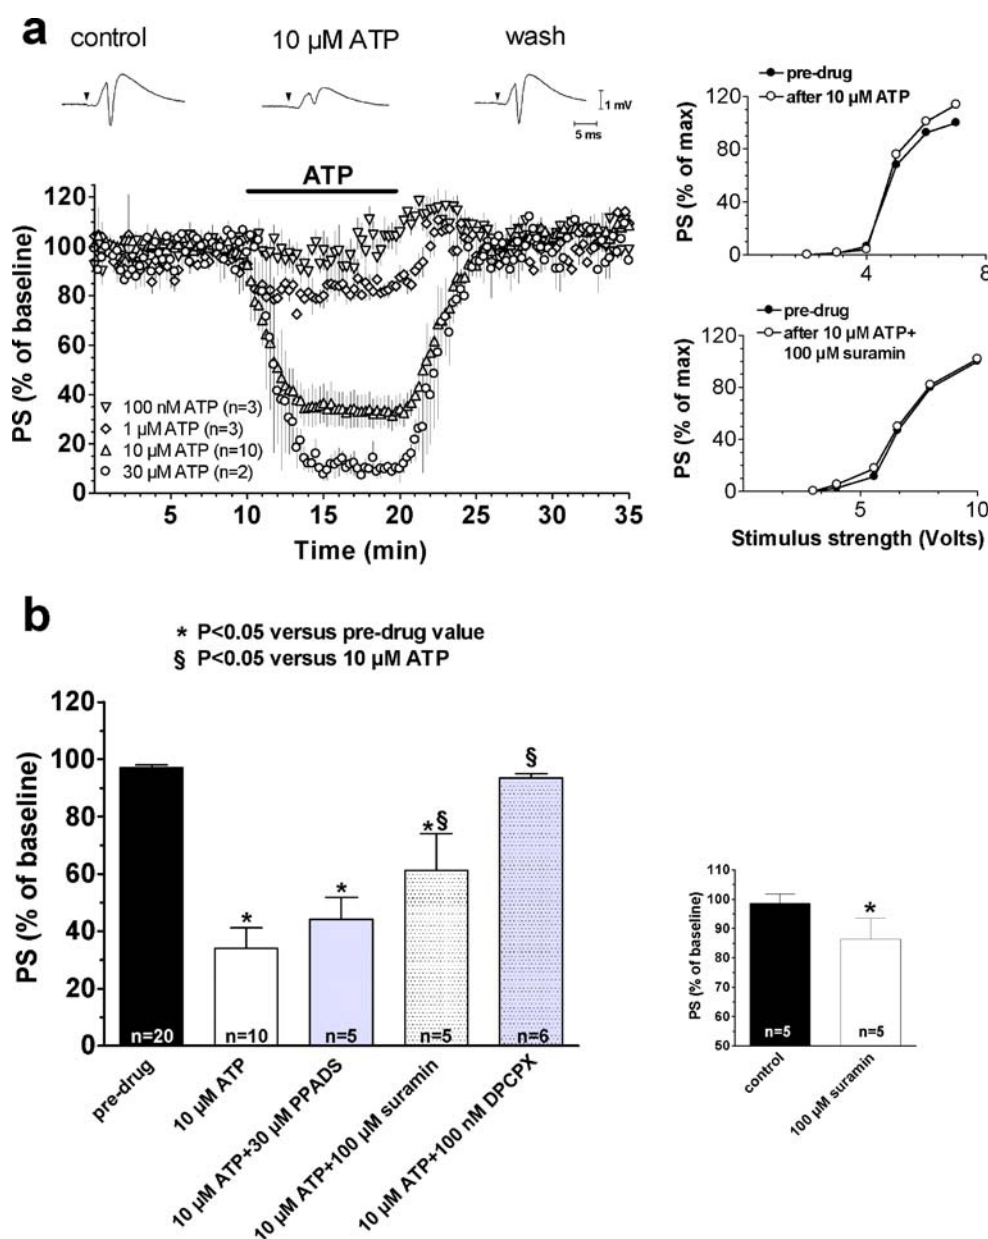 a
control
10 µM ATP
wash
1 mV
5 ms
ATP
PS (% of baseline)
120
100
80
60
40
20
0
100 nM ATP (n=3)
1 µM ATP (n=3)
10 µM ATP (n=10)
30 µM ATP (n=2)
5
10
15
20
25
30
35
Time (min)
pre-drug
after 10 µM ATP
PS (% of max)
120
80
40
0
4
8
pre-drug
after 10 µM ATP+
100 µM suramin
PS (% of max)
120
80
40
0
5
10
Stimulus strength (Volts)
b
* P<0.05 versus pre-drug value
§ P<0.05 versus 10 µM ATP
PS (% of baseline)
120
100
80
60
40
20
0
*
*
*§
§
n=20
n=10
n=5
n=5
n=6
pre-drug
10 µM ATP
10 µM ATP+30 µM PPADS
10 µM ATP+100 µM suramin
10 µM ATP+100 nM DPCPX
PS (% of baseline)
110
100
90
80
70
60
50
*
n=5
n=5
control
100 µM suramin